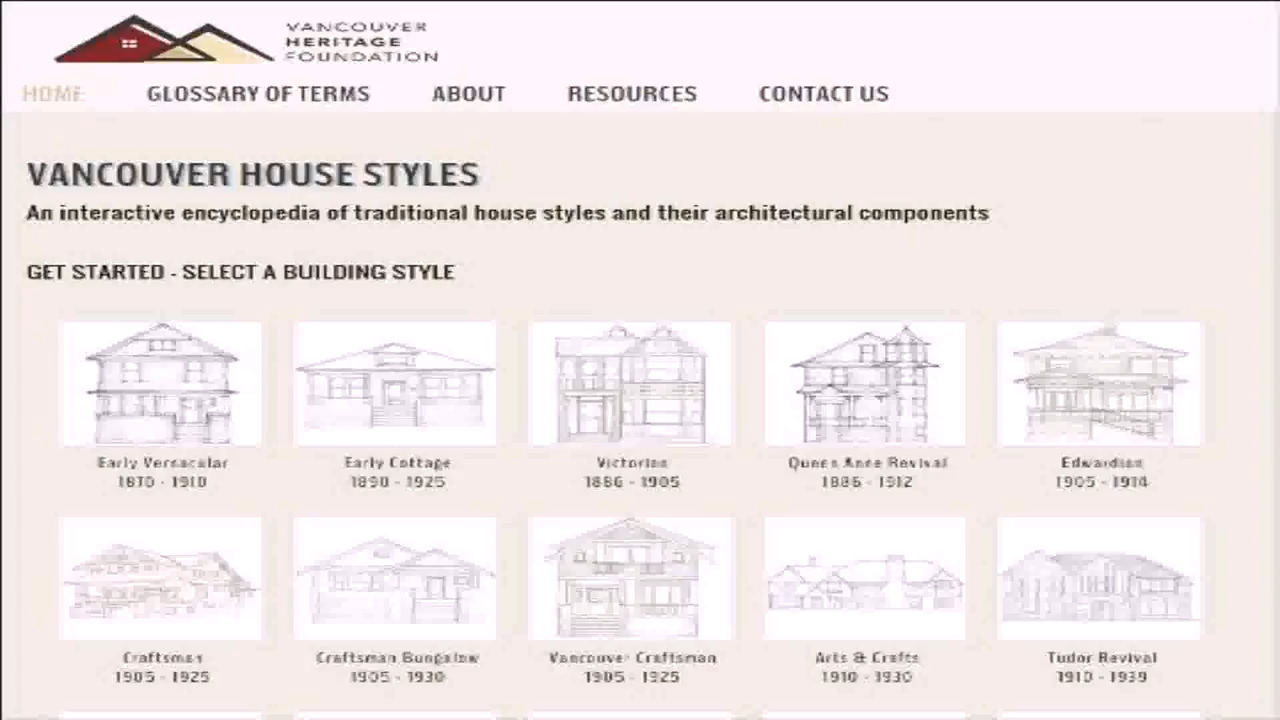 VANCOUVER
HERITAGE
FOUNDATION
HOME
GLOSSARY OF TERMS
ABOUT
RESOURCES
CONTACT US
VANCOUVER HOUSE STYLES
An interactive encyclopedia of traditional house styles and their architectural components
GET STARTED - SELECT A BUILDING STYLE
Early Vernacular
1870 - 1910
Early Cottage
1890 - 1925
Victorian
1886 - 1905
Queen Anne Revival
1886 - 1912
Edwardian
1905 - 1914
Craftsman
1905 - 1925
Craftsman Bungalow
1905 - 1930
Vancouver Craftsman
1905 - 1925
Arts & Crafts
1910 - 1930
Tudor Revival
1910 - 1939